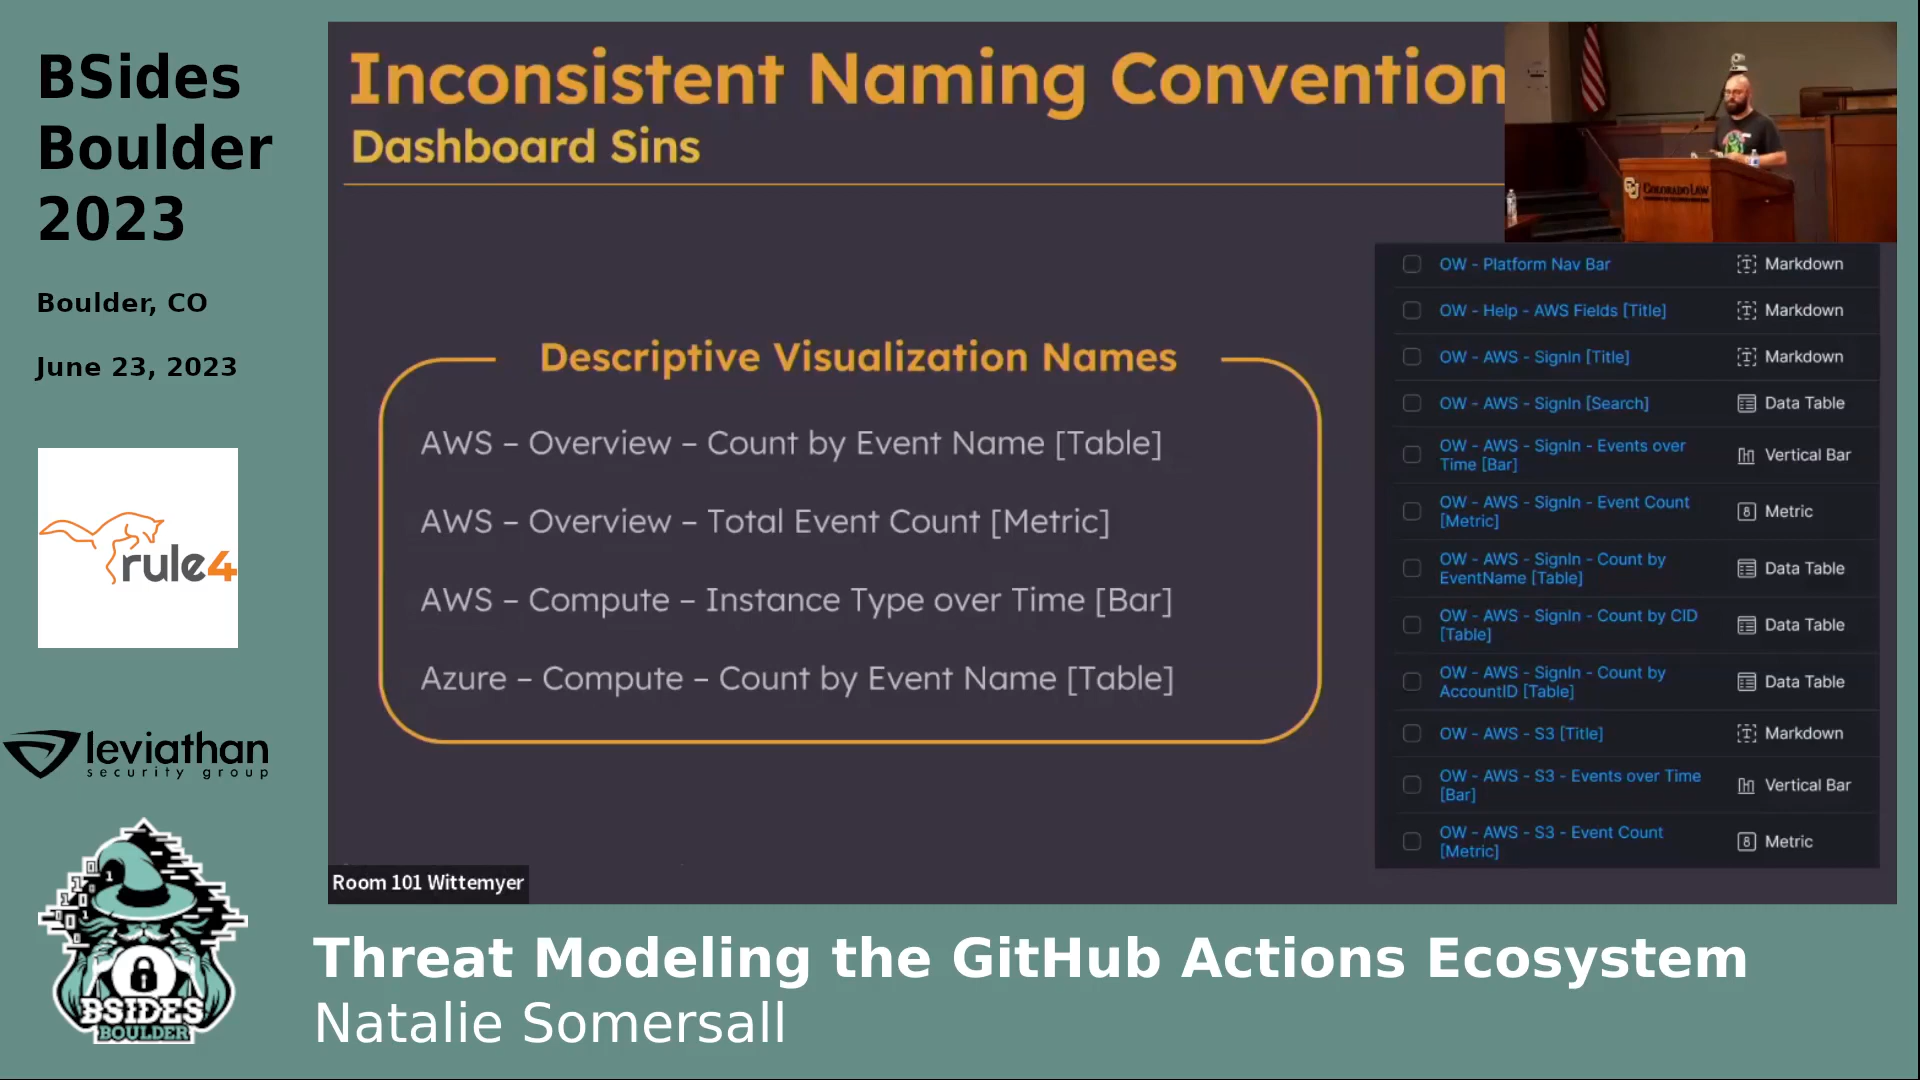 BSides
Boulder
2023
Boulder, CO
June 23, 2023
rule4
leviathan
security group
BSIDES
BOULDER
Inconsistent Naming Convention
Dashboard Sins
Descriptive Visualization Names
AWS – Overview – Count by Event Name [Table]
AWS – Overview – Total Event Count [Metric]
AWS – Compute – Instance Type over Time [Bar]
Azure – Compute – Count by Event Name [Table]
COLORADO LAW
OW - Platform Nav Bar Markdown
OW - Help - AWS Fields [Title] Markdown
OW - AWS - SignIn [Title] Markdown
OW - AWS - SignIn [Search] Data Table
OW - AWS - SignIn - Events over
Time [Bar] Vertical Bar
OW - AWS - SignIn - Event Count
[Metric] Metric
OW - AWS - SignIn - Count by
EventName [Table] Data Table
OW - AWS - SignIn - Count by CID
[Table] Data Table
OW - AWS - SignIn - Count by
AccountID [Table] Data Table
OW - AWS - S3 [Title] Markdown
OW - AWS - S3 - Events over Time
[Bar] Vertical Bar
OW - AWS - S3 - Event Count
[Metric] Metric
Room 101 Wittemyer
Threat Modeling the GitHub Actions Ecosystem
Natalie Somersall